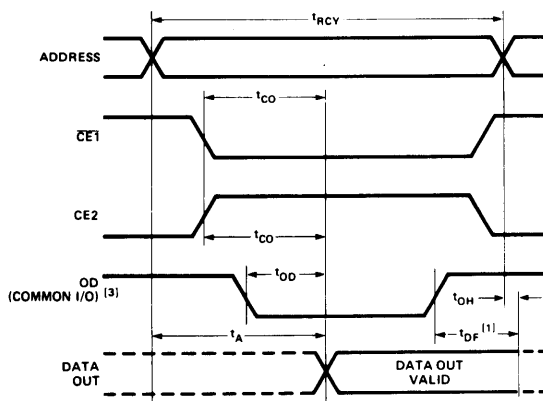 tRCY
ADDRESS
tCO
CE1
CE2
tCO
OD
(COMMON I/O) [3]
tOD
tOH
tA
tDF [1]
DATA
OUT
DATA OUT
VALID